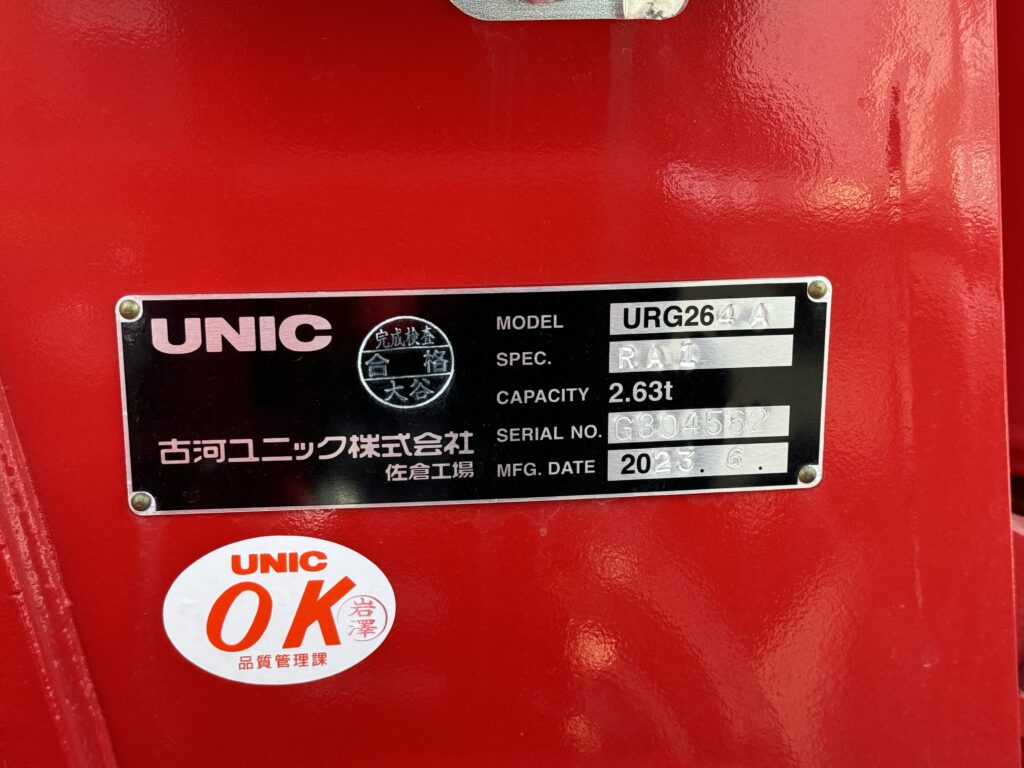 UNIC
完成検査
合格
大谷
古河ユニック株式会社
佐倉工場
MODEL URG264A
SPEC. RA1
CAPACITY 2.63t
SERIAL NO. G304562
MFG. DATE 2023. 6.
UNIC
OK
岩澤
品質管理課